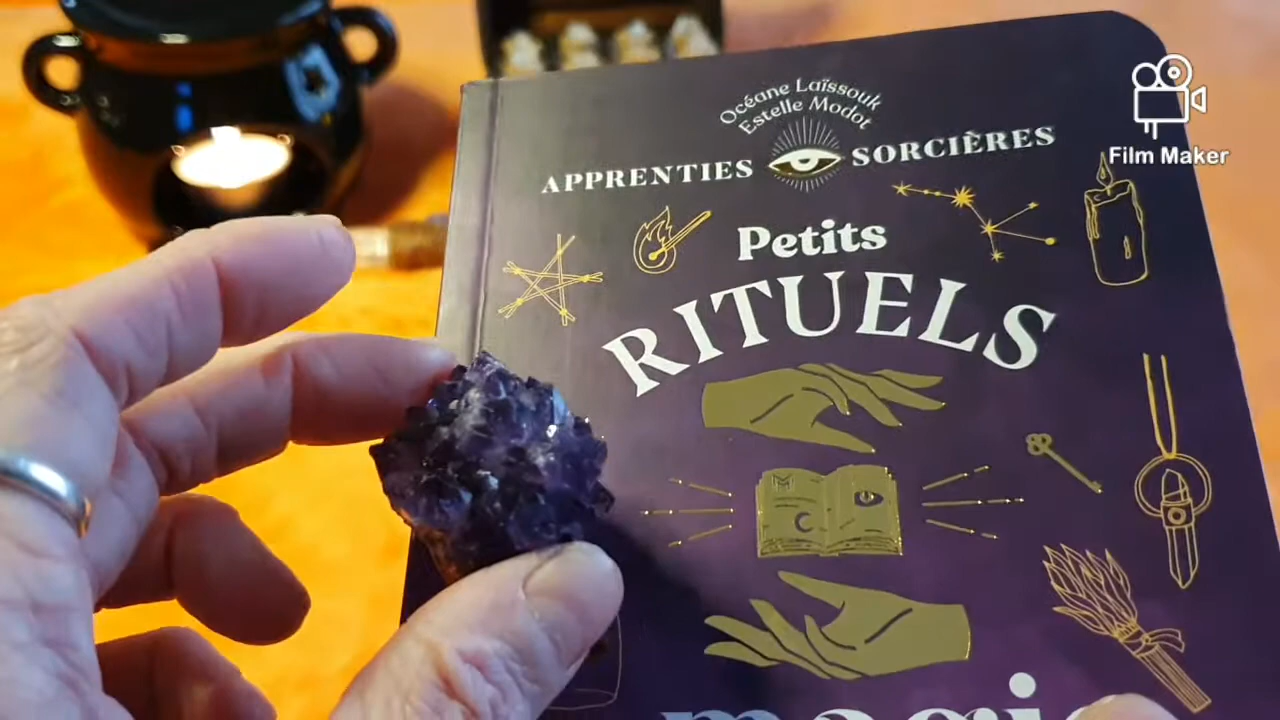 Océane Laïssouk
Estelle Modot
APPRENTIES SORCIÈRES
Petits
RITUELS
Film Maker